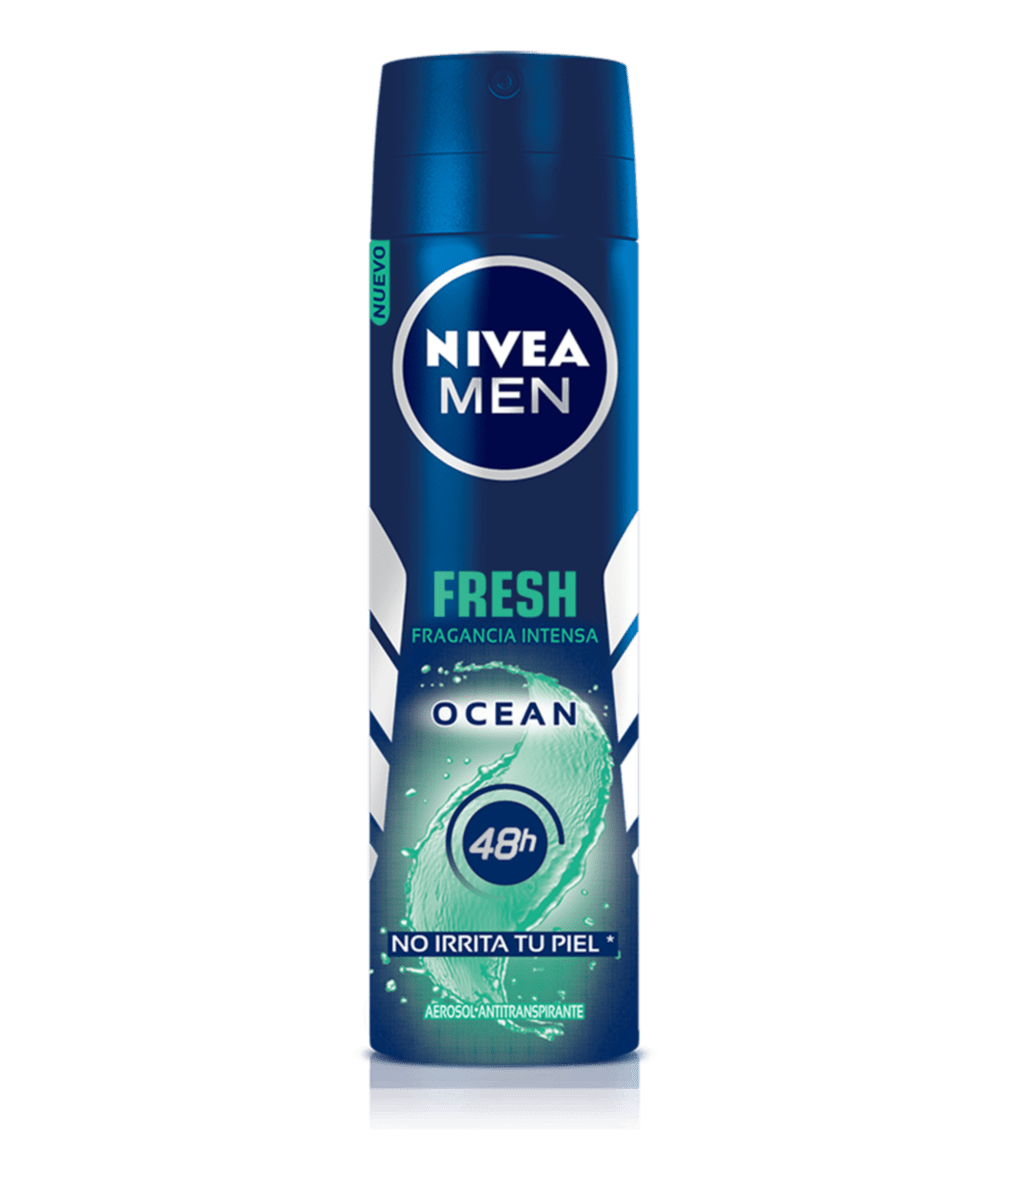 NUEVO
NIVEA
MEN
FRESH
FRAGANCIA INTENSA
OCEAN
48h
NO IRRITA TU PIEL *
AEROSOL•ANTITRANSPIRANTE